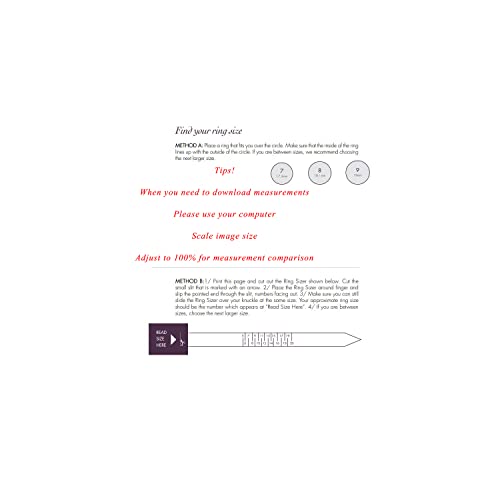 Find your ring size
METHOD A: Place a ring that fits you over the circle. Make sure that the inside of the ring
lines up with the outside of the circle. If you are between sizes, we recommend choosing
the next larger size.
Tips!
7
8
9
When you need to download measurements
Please use your computer
Scale image size
Adjust to 100% for measurement comparison
METHOD B: 1/ Print this page and cut out the Ring Sizer shown below. Cut the
small slit that is marked with an arrow. 2/ Place the Ring Sizer around finger and
slip the pointed end through the slit, numbers facing out. 3/ Make sure you can still
slide the Ring Sizer over your knuckle at the same size. Your approximate ring size
should be the number which appears at "Read Size Here". 4/ if you are between
sizes, choose the next larger size.
READ
SIZE
HERE